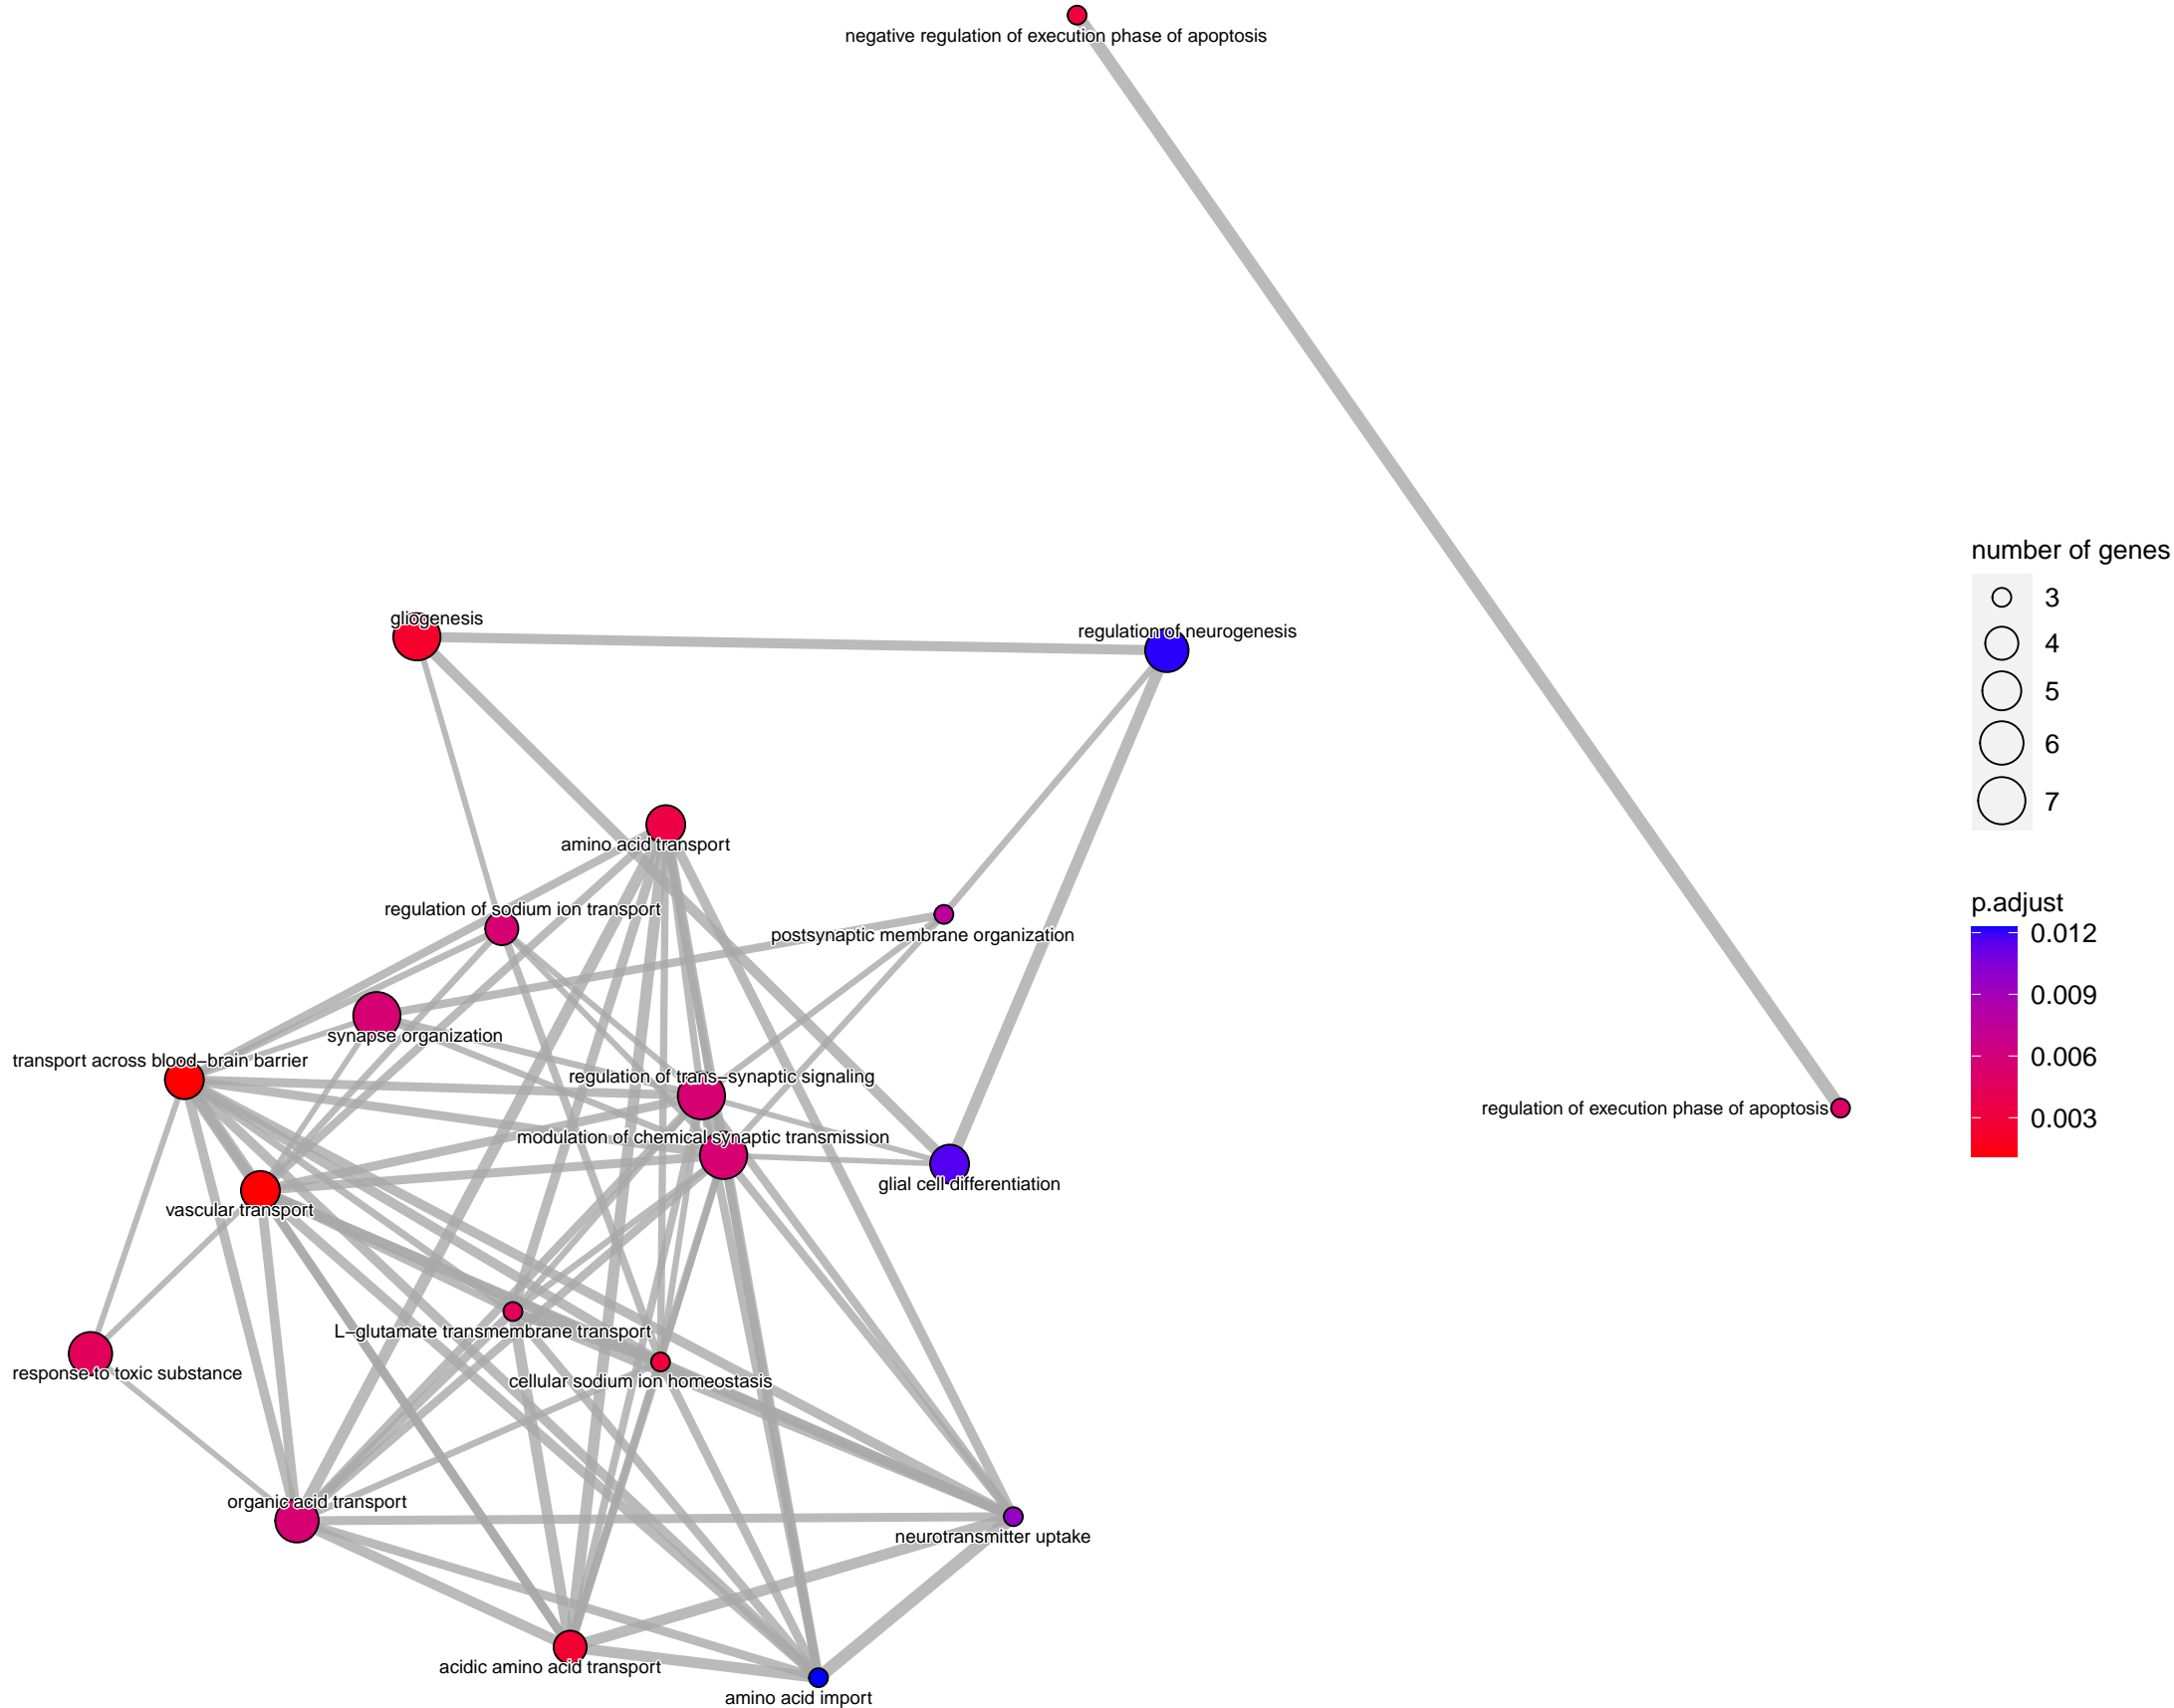 negative regulation of execution phase of apoptosis
number of genes
3
gliogenesis
regulation of neurogenesis
4
5
6
7
amino acid transport
p.adjust
regulation of sodium ion transport
postsynaptic membrane organization
0.012
0.009
synapse organization
transport across blood−brain barrier
0.006
regulation of trans−synaptic signaling
regulation of execution phase of apoptosis
0.003
modulation of chemical synaptic transmission
glial cell differentiation
vascular transport
L−glutamate transmembrane transport
response to toxic substance
cellular sodium ion homeostasis
organic acid transport
neurotransmitter uptake
acidic amino acid transport
amino acid import